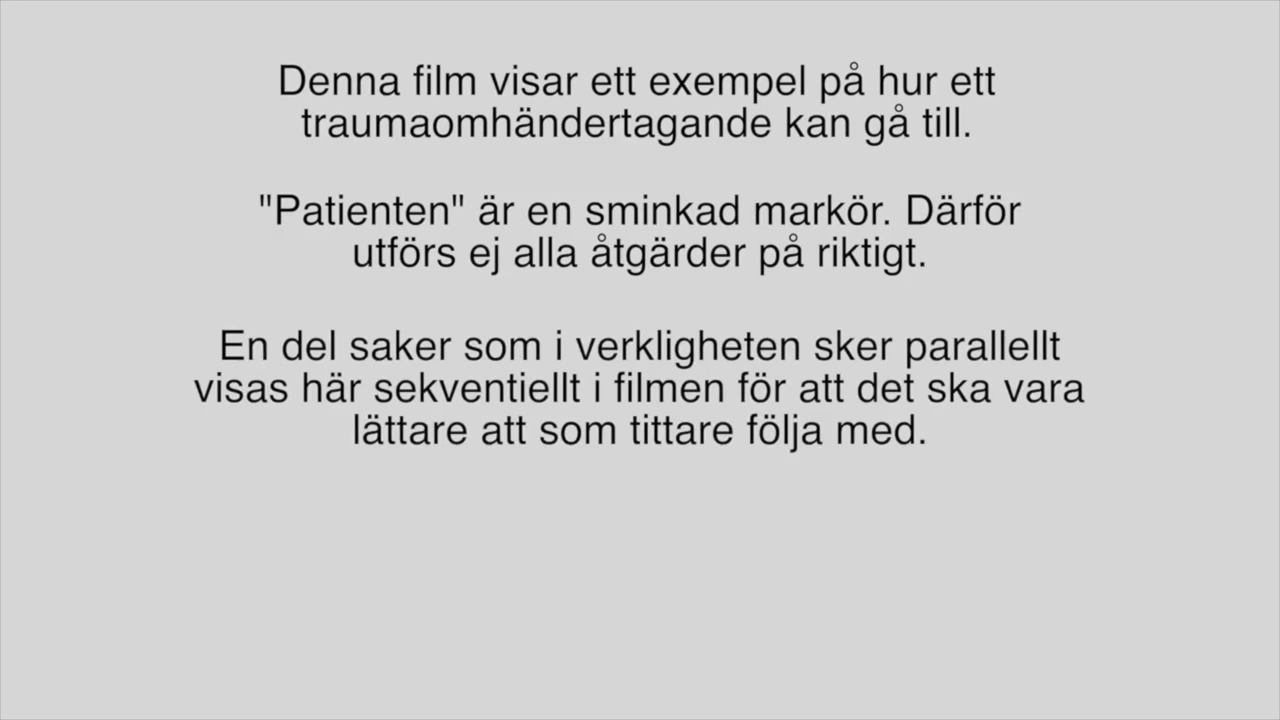 Denna film visar ett exempel på hur ett
traumaomhändertagande kan gå till.
"Patienten" är en sminkad markör. Därför
utförs ej alla åtgärder på riktigt.
En del saker som i verkligheten sker parallellt
visas här sekventiellt i filmen för att det ska vara
lättare att som tittare följa med.